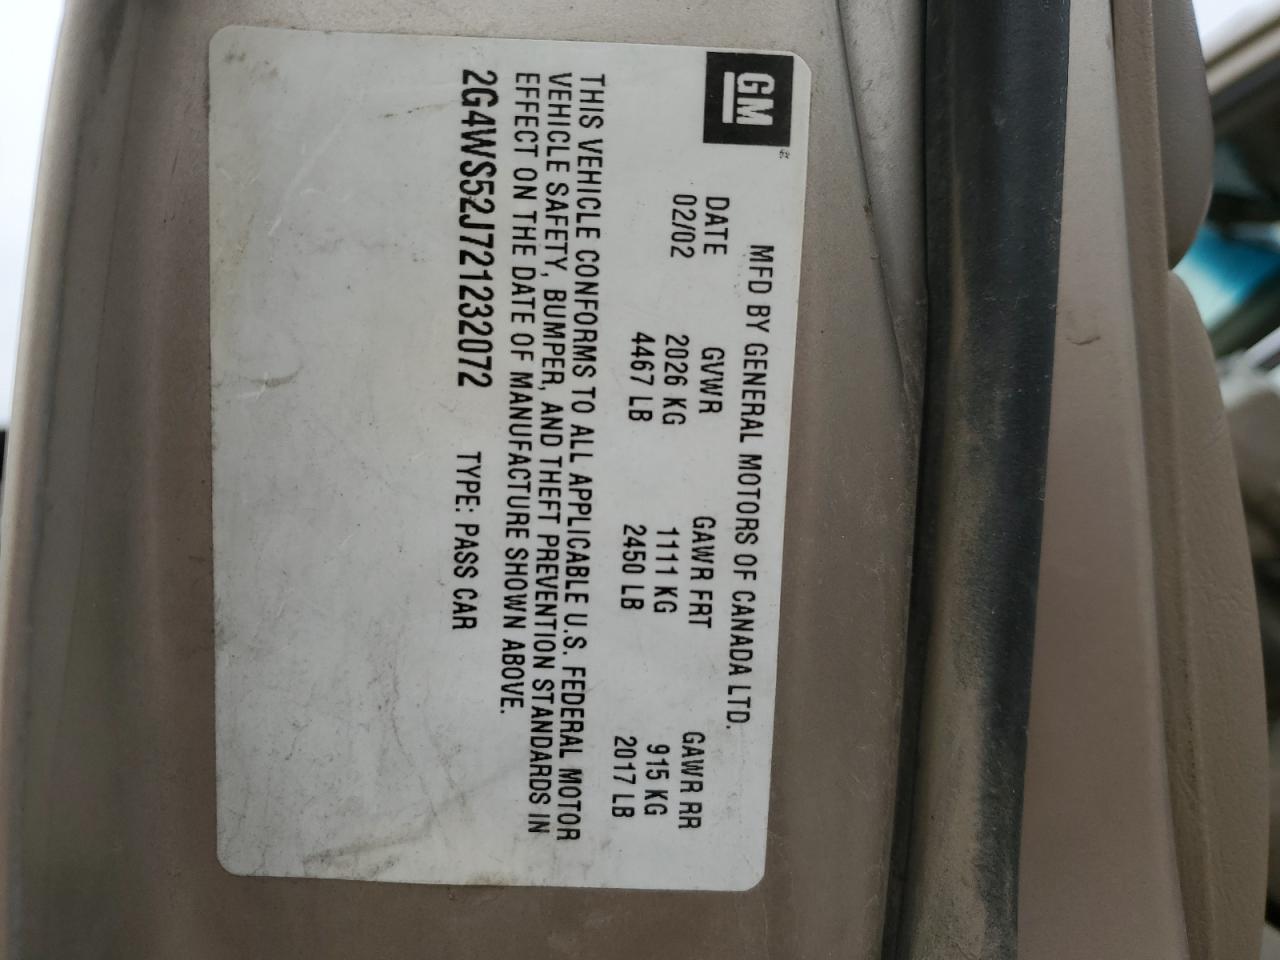 GM
MFD BY GENERAL MOTORS OF CANADA LTD.
DATE GVWR GAWR FRT GAWR RR
02/02 2026 KG 1111 KG 915 KG
4467 LB 2450 LB 2017 LB
THIS VEHICLE CONFORMS TO ALL APPLICABLE U.S. FEDERAL MOTOR
VEHICLE SAFETY, BUMPER, AND THEFT PREVENTION STANDARDS IN
EFFECT ON THE DATE OF MANUFACTURE SHOWN ABOVE.
2G4WS52J721232072 TYPE: PASS CAR